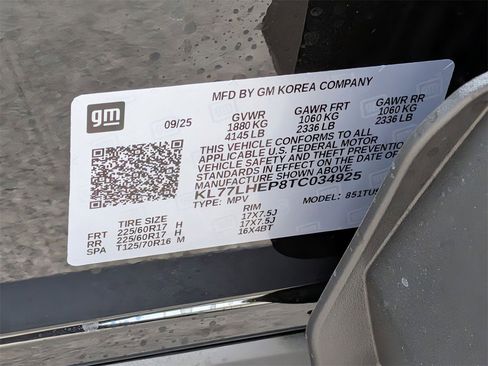 MFD BY GM KOREA COMPANY
gm
09/25 GVWR GAWR FRT GAWR RR
1880 KG 1060 KG 1060 KG
4145 LB 2336 LB 2336 LB
THIS VEHICLE CONFORMS TO ALL
APPLICABLE U.S. FEDERAL MOTOR
VEHICLE SAFETY AND THEFT PREVENTION
STANDARDS IN EFFECT ON THE DATE OF
MANUFACTURE SHOWN ABOVE.
KL77LHEP8TC034925
TYPE: MPV MODEL: 851TUS
TIRE SIZE RIM
FRT 225/60R17 H 17X7.5J
RR 225/60R17 H 17X7.5J
SPA T125/70R16 M 16X4BT